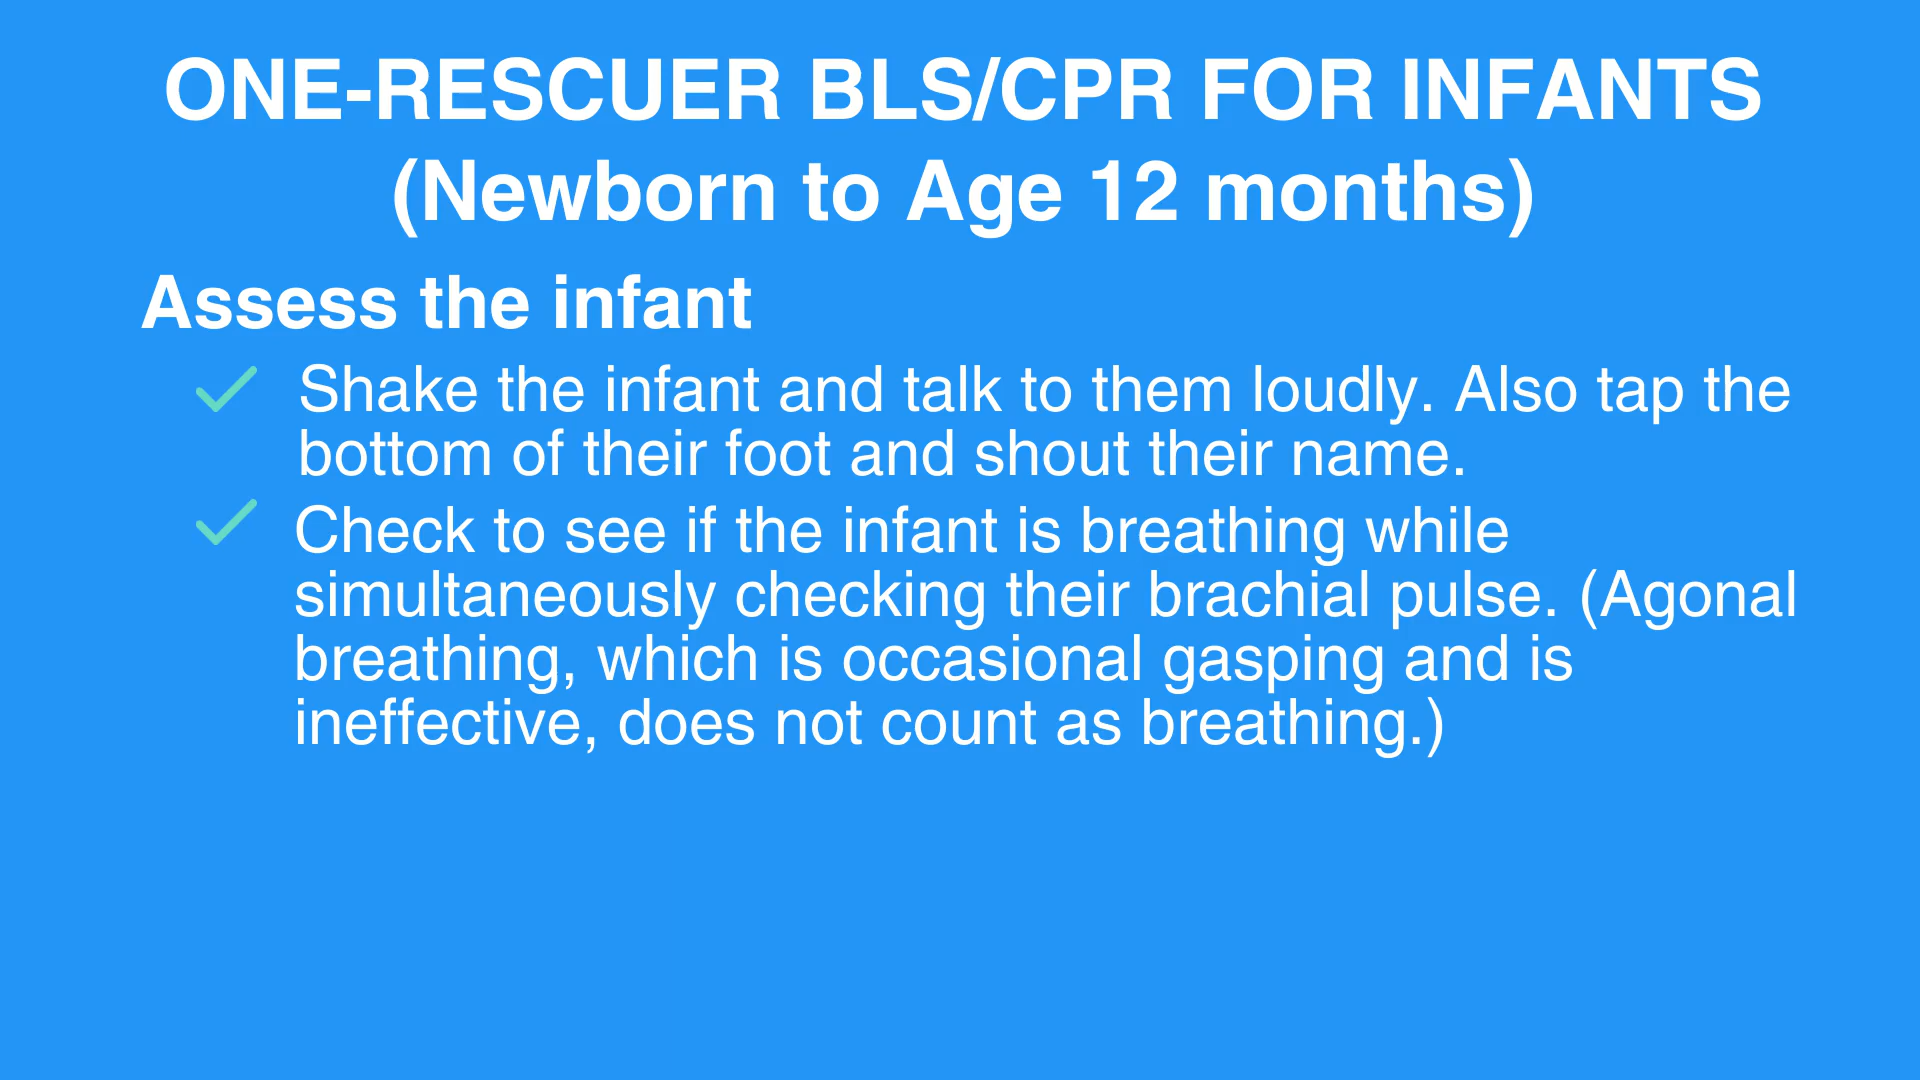 ONE-RESCUER BLS/CPR FOR INFANTS
(Newborn to Age 12 months)
Assess the infant
Shake the infant and talk to them loudly. Also tap the
bottom of their foot and shout their name.
Check to see if the infant is breathing while
simultaneously checking their brachial pulse. (Agonal
breathing, which is occasional gasping and is
ineffective, does not count as breathing.)